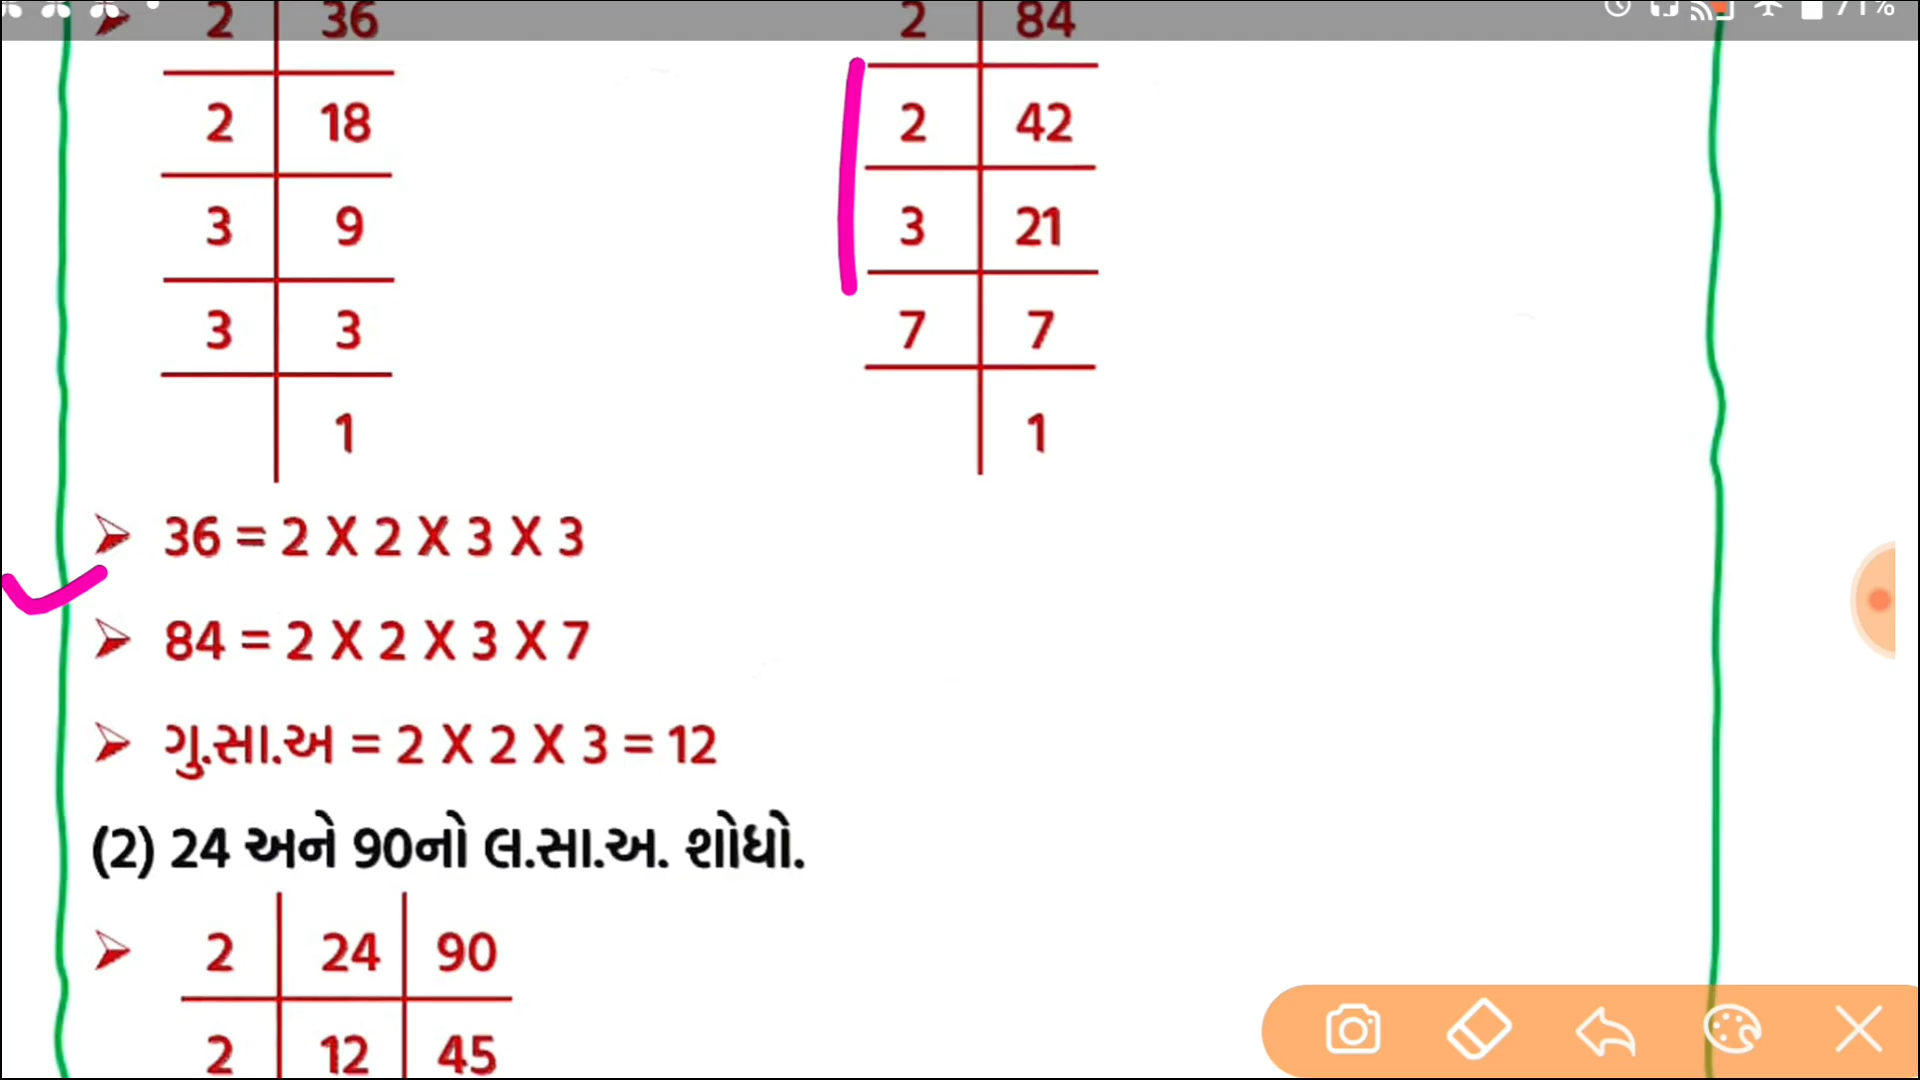 71%
2 36 2 84
2 18 2 42
3 9 3 21
3 3 7 7
1 1
36 = 2 X 2 X 3 X 3
84 = 2 X 2 X 3 X 7
ગુ.સા.અ = 2 X 2 X 3 = 12
(2) 24 અને 90નો લ.સા.અ. શોધો.
2 24 90
2 12 45